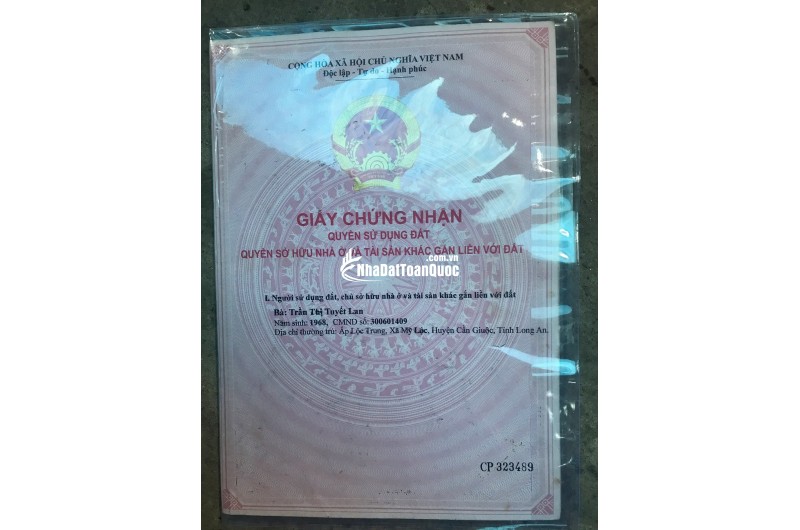 CỘNG HÒA XÃ HỘI CHỦ NGHĨA VIỆT NAM
Độc lập - Tự do - Hạnh phúc
GIẤY CHỨNG NHẬN
QUYỀN SỬ DỤNG ĐẤT
QUYỀN SỞ HỮU NHÀ Ở VÀ TÀI SẢN KHÁC GẮN LIỀN VỚI ĐẤT
NhaDatToanQuoc.com.vn
I. Người sử dụng đất, chủ sở hữu nhà ở và tài sản khác gắn liền với đất
Bà: Trần Thị Tuyết Lan
Năm sinh: 1968, CMND số: 300601409
Địa chỉ thường trú: Ấp Lộc Trung, Xã Mỹ Lộc, Huyện Cần Giuộc, Tỉnh Long An.
CP 323489